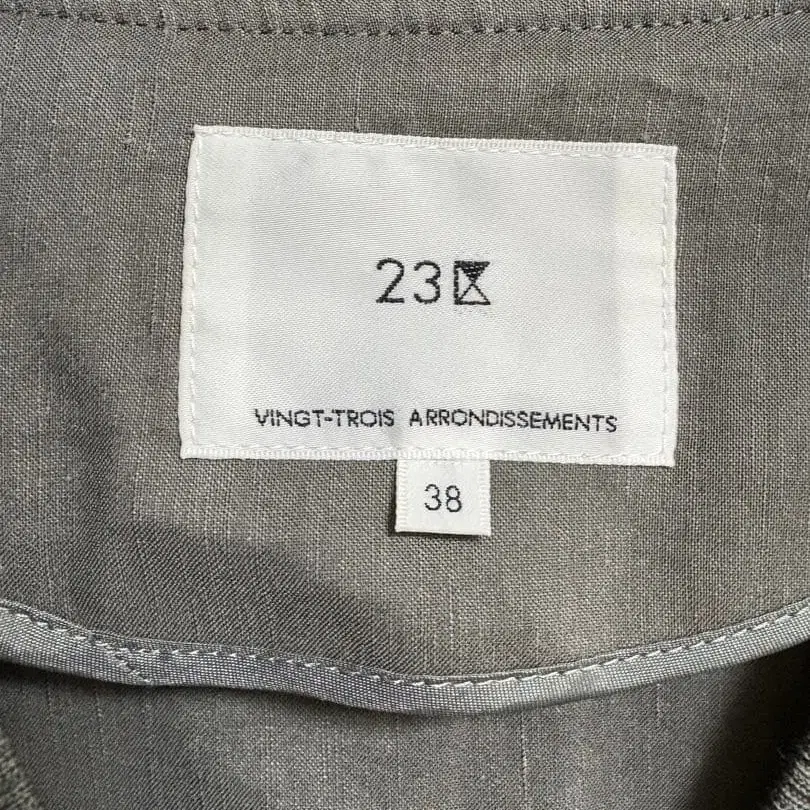 23区
VINGT-TROIS ARRONDISSEMENTS
38